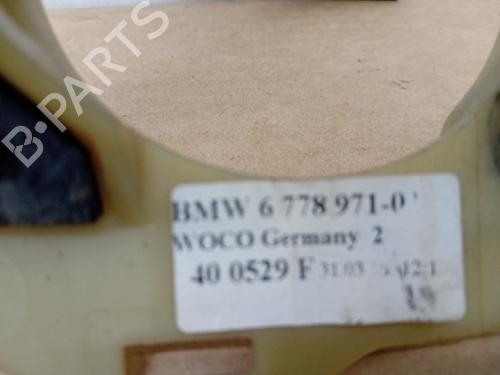 B-PARTS
BMW 6 778 971-0
WOCO Germany 2
40 0529 F 31.03